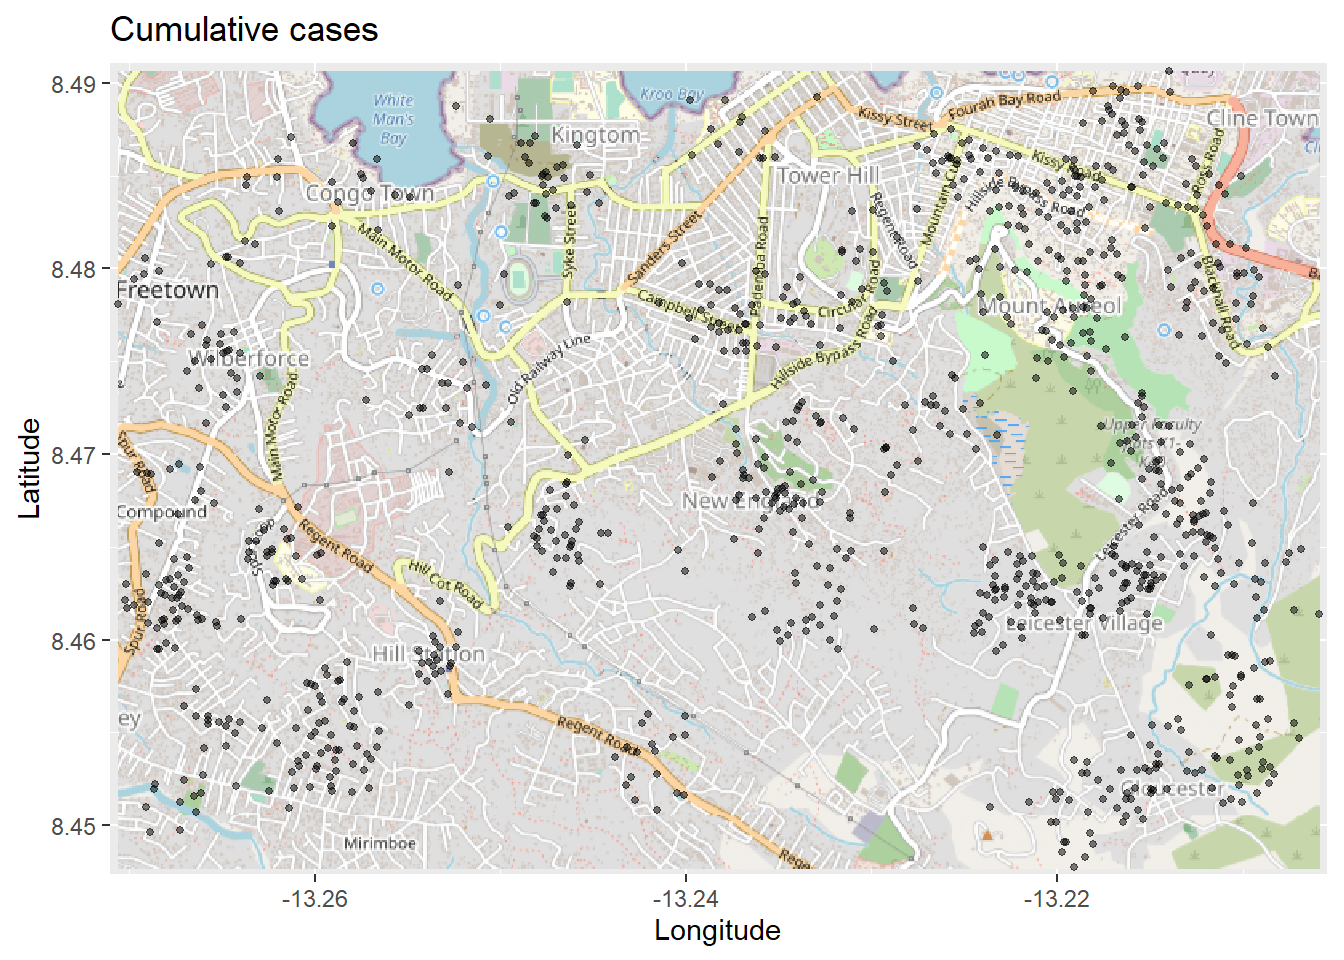 Cumulative cases
8.49
8.48
8.47
8.46
8.45
Latitude
-13.26
-13.24
-13.22
Longitude
White
Man's
Bay
Kroo Bay
Kingtom
Congo Town
Tower Hill
Cline Town
Kissy Street
Fourah Bay Road
Kissy Road
Ross Road
Hillside Bypass Road
Mountain Cut
Regent Road
Main Motor Road
Syke Street
Sanders Street
Pademba Road
Circular Road
Campbell Street
Blackhall Road
Freetown
Mount Aureol
Wilberforce
Old Railway Line
Hillside Bypass Road
Main Motor Road
Upper Faculty
New England
Compound
Spur Road
Regent Road
Hill Cot Road
Leicester Road
Spur Road
Leicester Village
Hill Station
ey
Regent Road
Gloucester
Mirimboe
Rege